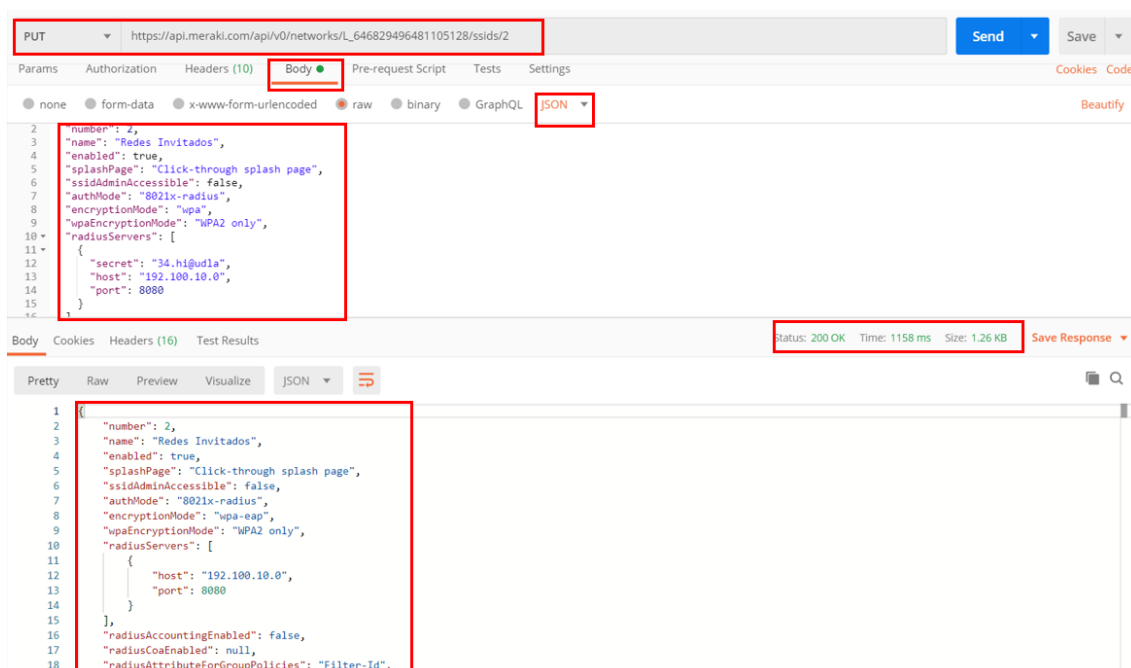 PUT https://api.meraki.com/api/v0/networks/L_646829496481105128/ssids/2 Send Save
Params Authorization Headers (10) Body Pre-request Script Tests Settings Cookies Code
none form-data x-www-form-urlencoded raw binary GraphQL JSON Beautify
2 "number": 2,
3 "name": "Redes Invitados",
4 "enabled": true,
5 "splashPage": "Click-through splash page",
6 "ssidAdminAccessible": false,
7 "authMode": "8021x-radius",
8 "encryptionMode": "wpa",
9 "wpaEncryptionMode": "WPA2 only",
10 "radiusServers": [
11 {
12 "secret": "34.hi@udla",
13 "host": "192.100.10.0",
14 "port": 8080
15 }
16 ]
Body Cookies Headers (16) Test Results Status: 200 OK Time: 1158 ms Size: 1.26 KB Save Response
Pretty Raw Preview Visualize JSON
1 {
2 "number": 2,
3 "name": "Redes Invitados",
4 "enabled": true,
5 "splashPage": "Click-through splash page",
6 "ssidAdminAccessible": false,
7 "authMode": "8021x-radius",
8 "encryptionMode": "wpa-eap",
9 "wpaEncryptionMode": "WPA2 only",
10 "radiusServers": [
11 {
12 "host": "192.100.10.0",
13 "port": 8080
14 }
15 ],
16 "radiusAccountingEnabled": false,
17 "radiusCoaEnabled": null,
18 "radiusAttributeForGroupPolicies": "Filter-Id",